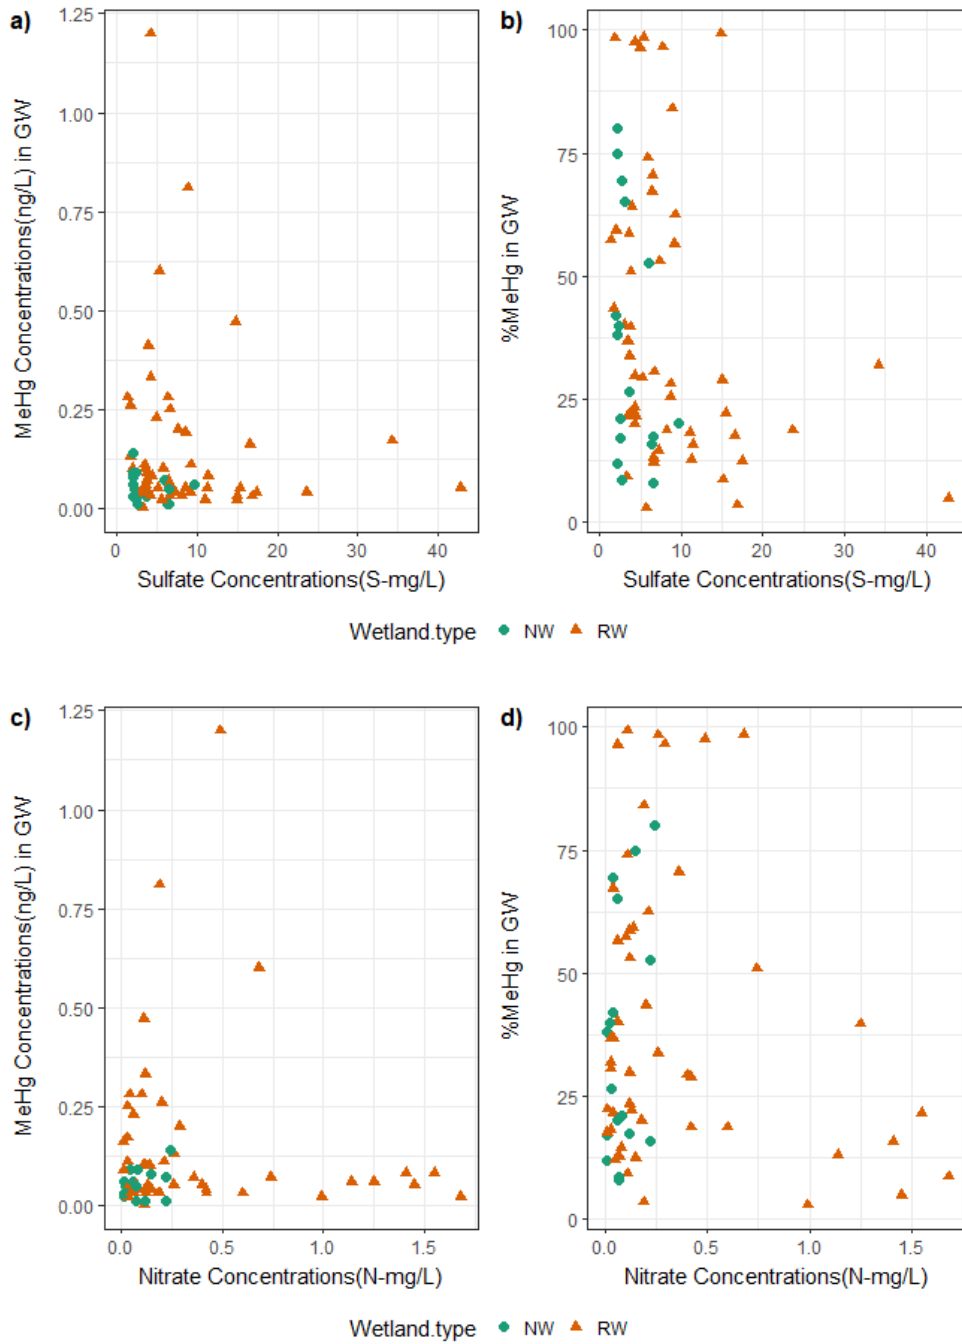 a)
MeHg Concentrations(ng/L) in GW
1.25
1.00
0.75
0.50
0.25
0.00
0 10 20 30 40
Sulfate Concentrations(S-mg/L)
b)
%MeHg in GW
100
75
50
25
0
0 10 20 30 40
Sulfate Concentrations(S-mg/L)
Wetland.type NW RW
c)
MeHg Concentrations(ng/L) in GW
1.25
1.00
0.75
0.50
0.25
0.00
0.0 0.5 1.0 1.5
Nitrate Concentrations(N-mg/L)
d)
%MeHg in GW
100
75
50
25
0
0.0 0.5 1.0 1.5
Nitrate Concentrations(N-mg/L)
Wetland.type NW RW